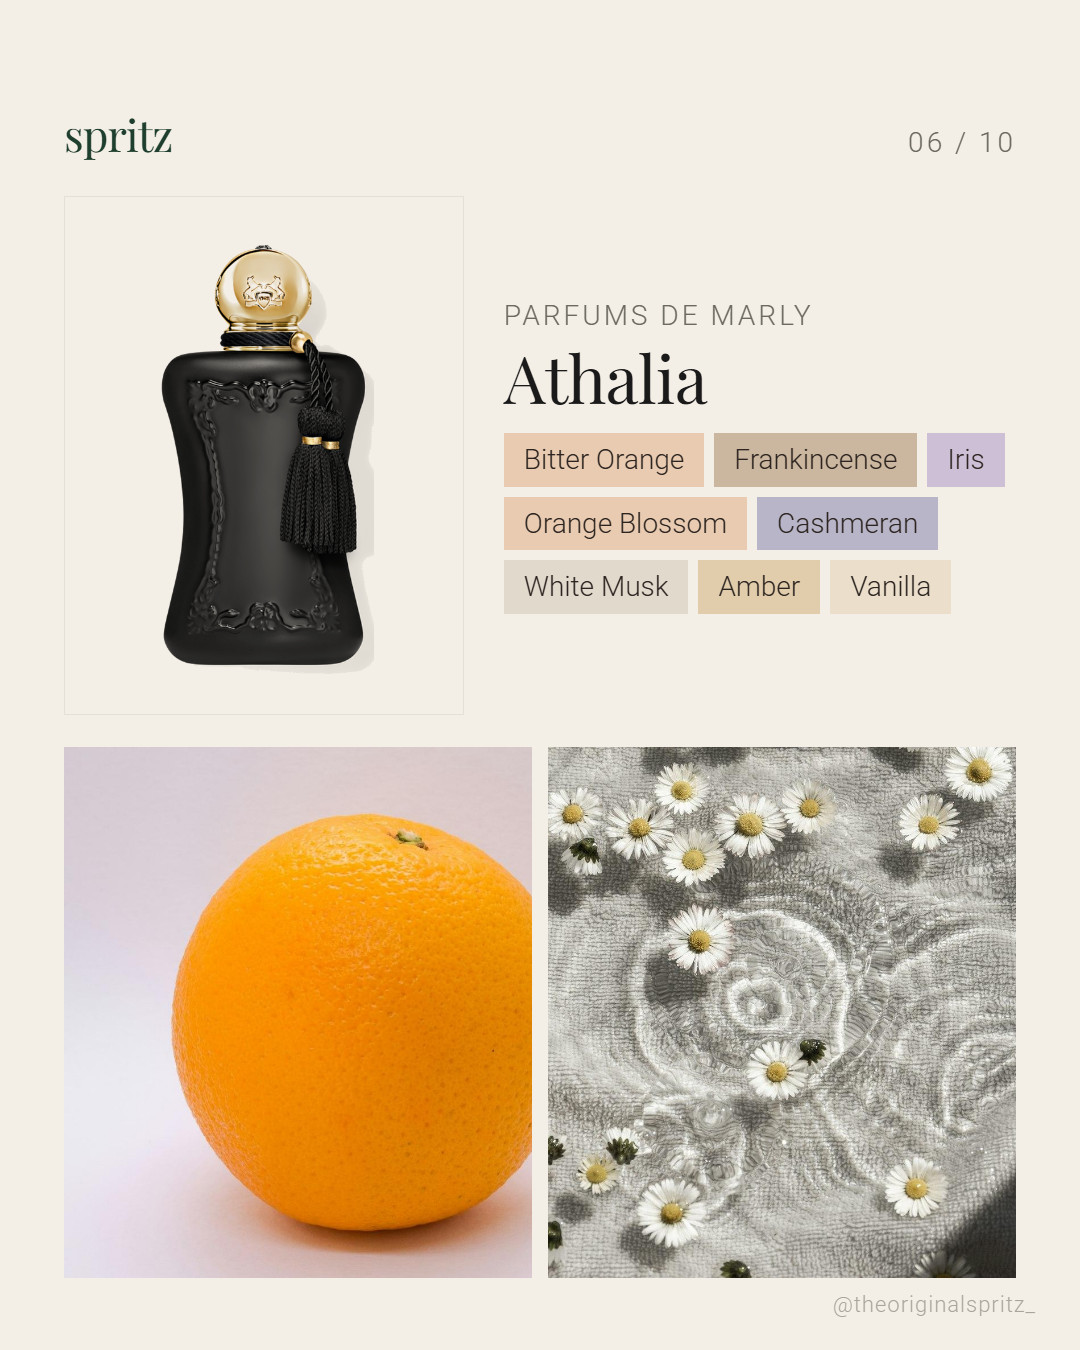 spritz
06 / 10
PARFUMS DE MARLY
Athalia
Bitter Orange Frankincense Iris
Orange Blossom Cashmeran
White Musk Amber Vanilla
@theoriginalspritz_